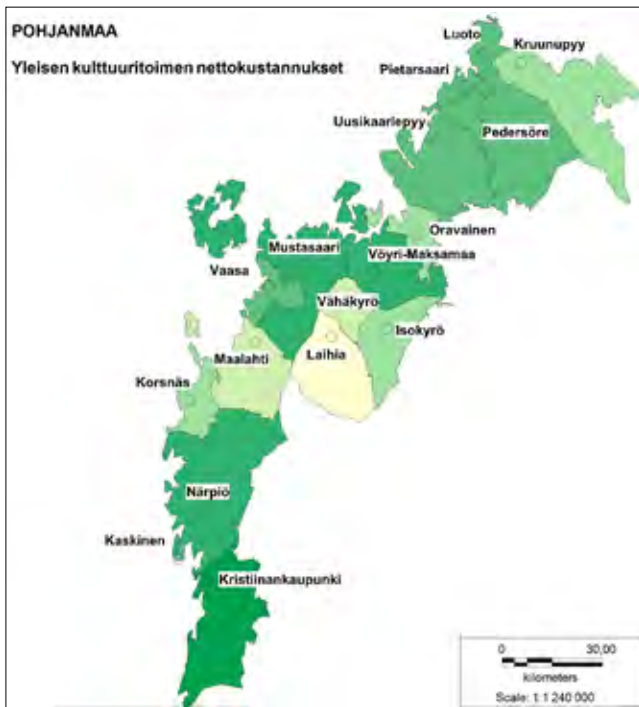 POHJANMAA
Yleisen kulttuuritoimen nettokustannukset
Luoto
Kruunupyy
Pietarsaari
Uusikaarlepyy
Pedersöre
Oravainen
Mustasaari
Vöyri-Maksamaa
Vaasa
Vähäkyrö
Isokyrö
Maalahti
Laihia
Korsnäs
Närpiö
Kaskinen
Kristiinankaupunki
0 30,00
kilometers
Scale: 1:1 240 000